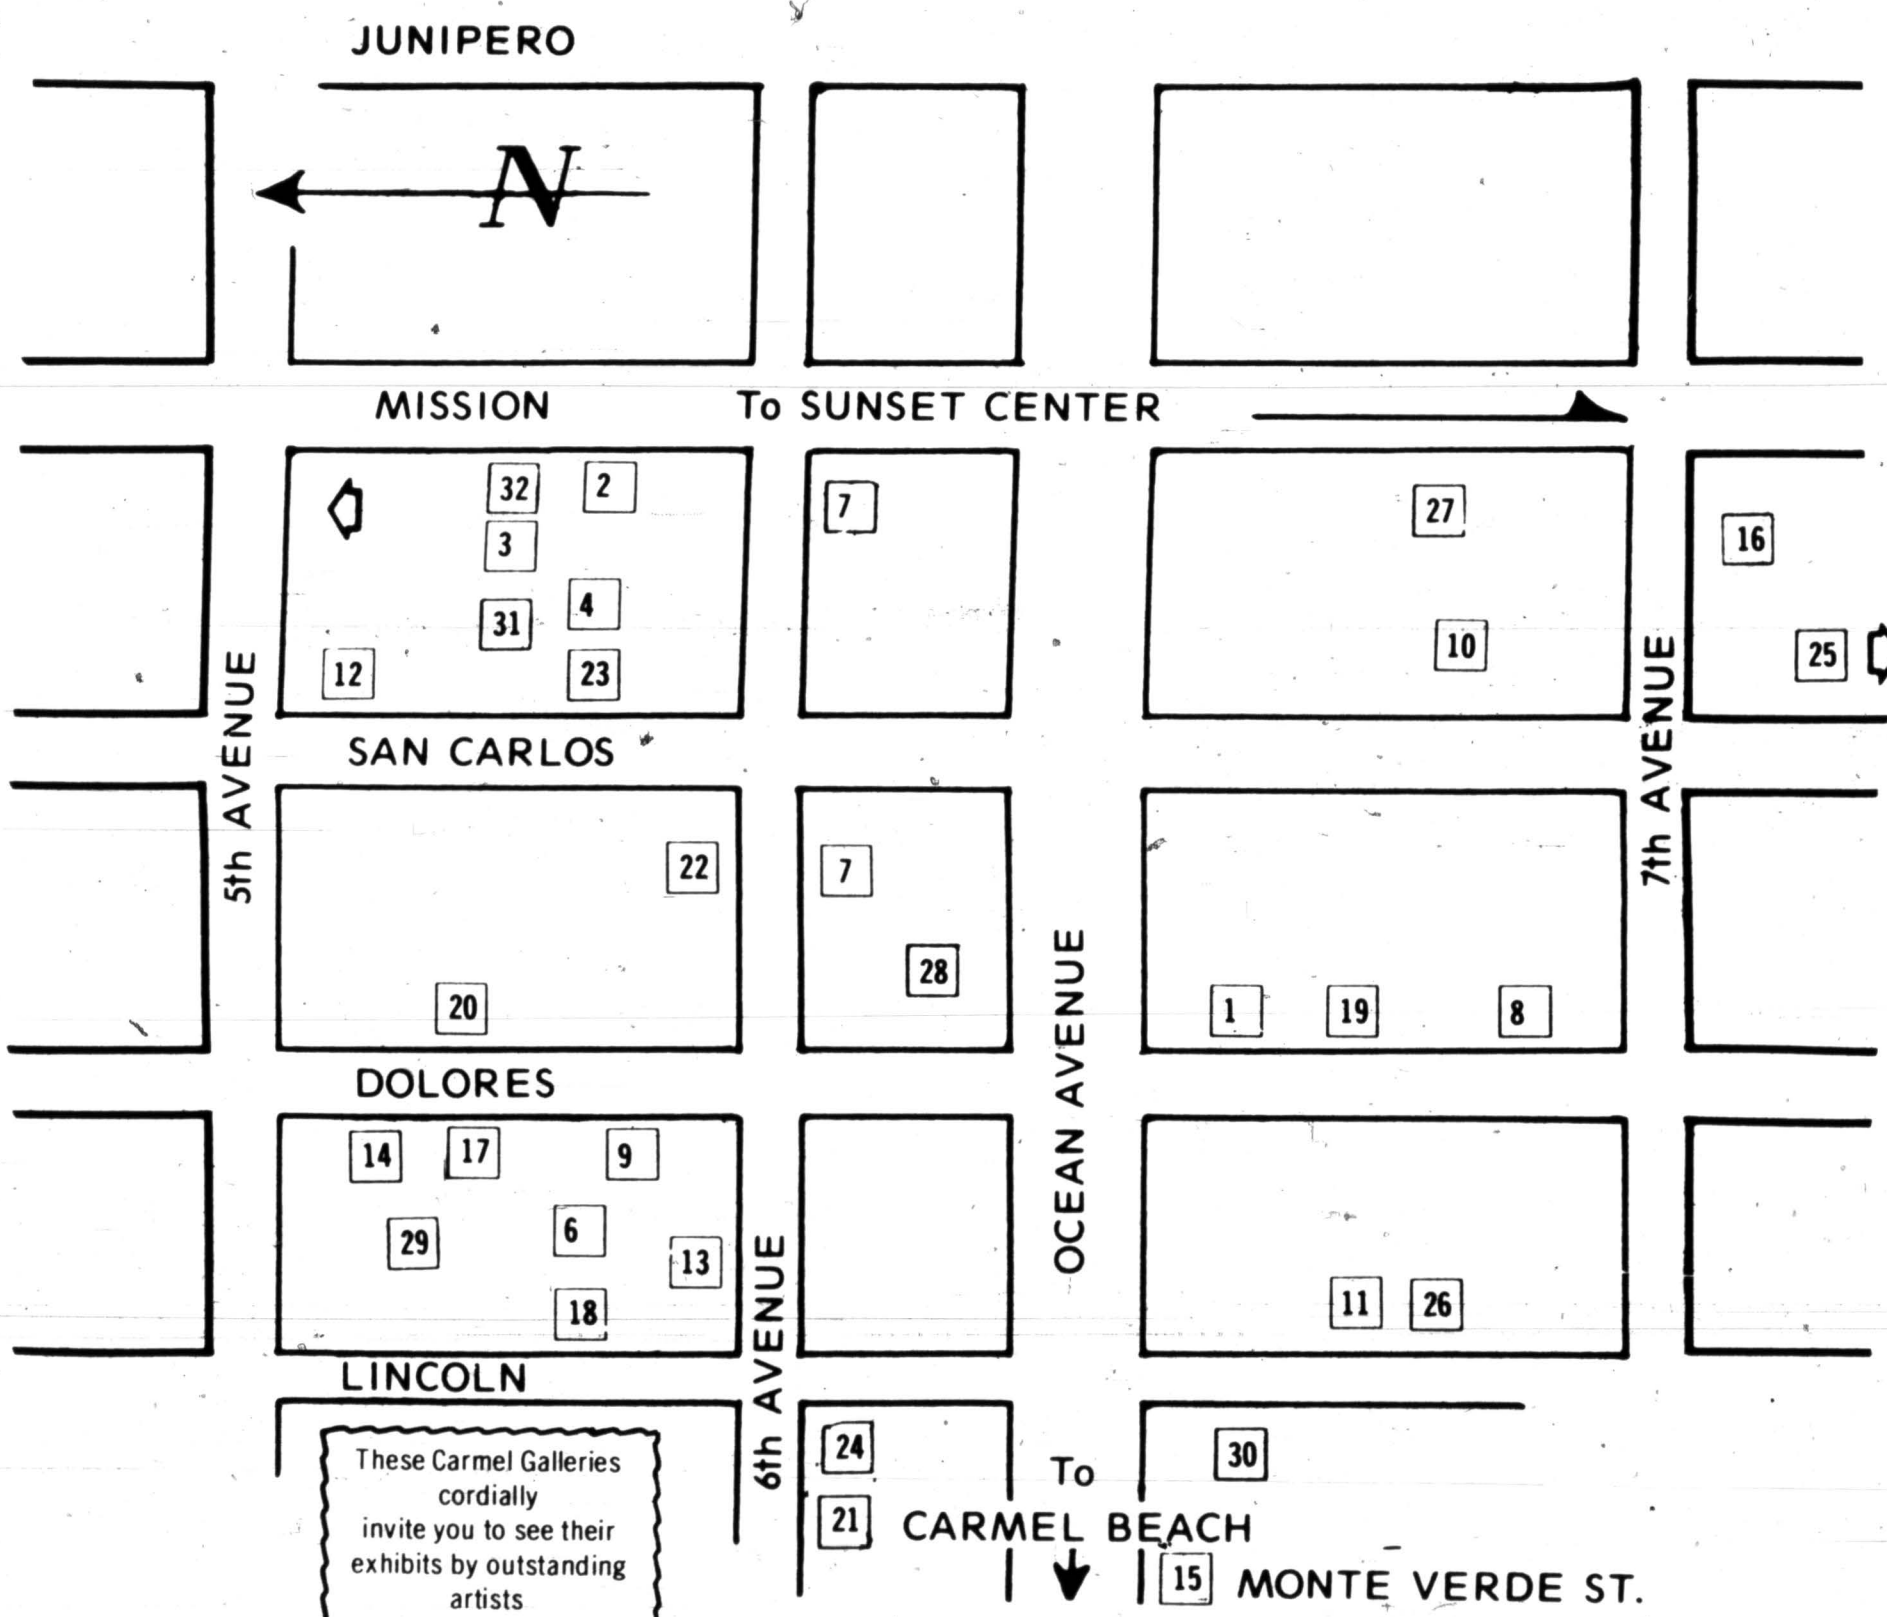 JUNIPERO
N
MISSION To SUNSET CENTER
32 2
7
27
16
3
4
31
10
25
12 23
5th AVENUE
SAN CARLOS
7th AVENUE
22
7
28
20
1 19 8
OCEAN AVENUE
DOLORES
14 17 9
29 6
13
18
11 26
6th AVENUE
LINCOLN
24
30
To
21
CARMEL BEACH
15 MONTE VERDE ST.
These Carmel Galleries
cordially
invite you to see their
exhibits by outstanding
artists